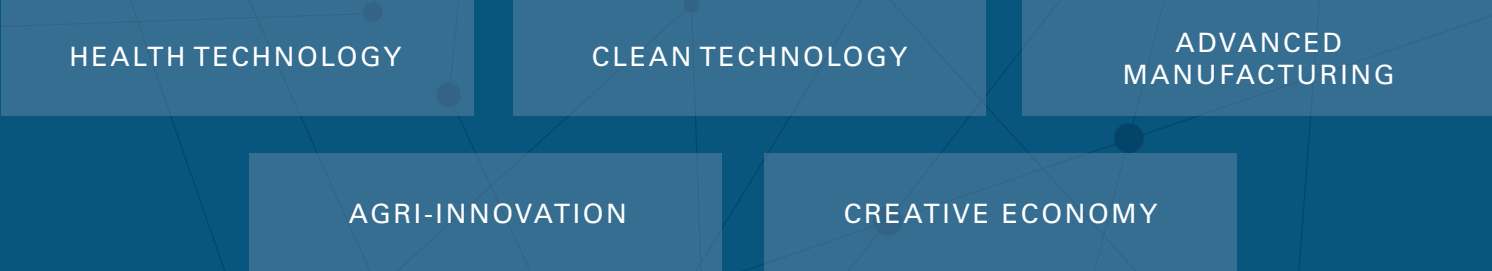 HEALTH TECHNOLOGY
CLEAN TECHNOLOGY
ADVANCED
MANUFACTURING
AGRI-INNOVATION
CREATIVE ECONOMY